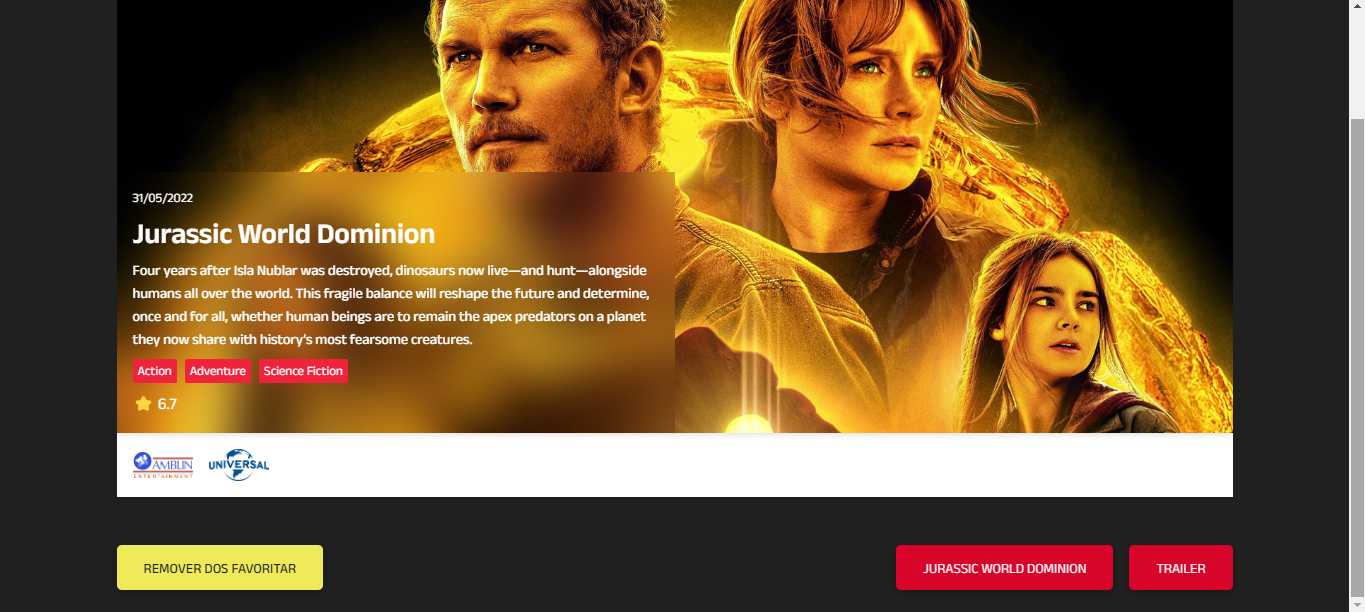 31/05/2022
Jurassic World Dominion
Four years after Isla Nublar was destroyed, dinosaurs now live—and hunt—alongside
humans all over the world. This fragile balance will reshape the future and determine,
once and for all, whether human beings are to remain the apex predators on a planet
they now share with history's most fearsome creatures.
Action Adventure Science Fiction
6.7
AMBLIN UNIVERSAL
ENTERTAINMENT
REMOVER DOS FAVORITAR JURASSIC WORLD DOMINION TRAILER